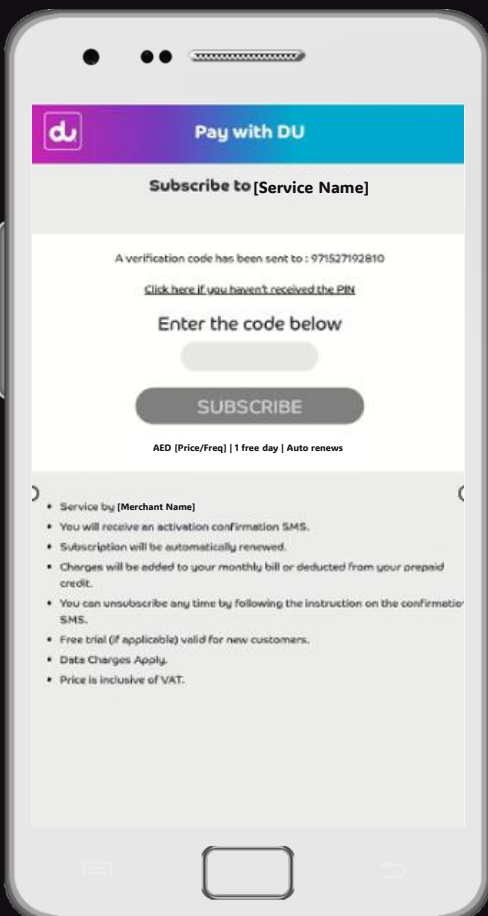 du
Pay with DU
Subscribe to [Service Name]
A verification code has been sent to : 971527192810
Click here if you haven't received the PIN
Enter the code below
SUBSCRIBE
AED [Price/Freq] | 1 free day | Auto renews
• Service by [Merchant Name]
• You will receive an activation confirmation SMS.
• Subscription will be automatically renewed.
• Charges will be added to your monthly bill or deducted from your prepaid
credit.
• You can unsubscribe any time by following the instruction on the confirmation
SMS.
• Free trial (if applicable) valid for new customers.
• Data Charges Apply.
• Price is inclusive of VAT.